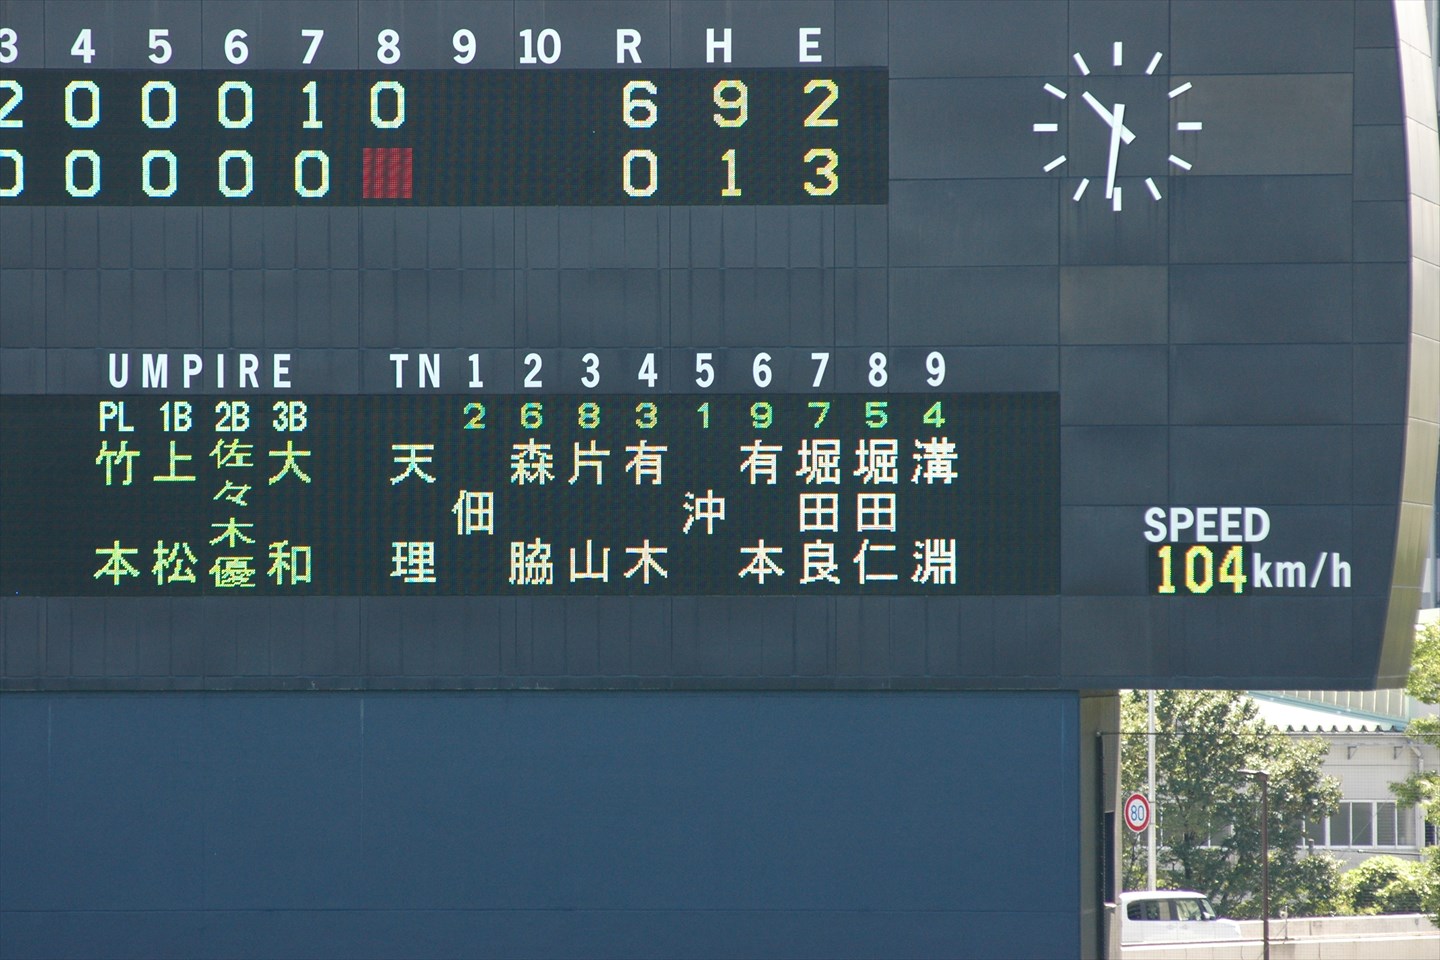 3 4 5 6 7 8 9 10 R H E
2 0 0 0 1 0 6 9 2
0 0 0 0 0 0 1 3
UMPIRE TN 1 2 3 4 5 6 7 8 9
PL 1B 2B 3B 2 6 8 3 1 9 7 5 4
竹本
上松
佐々木優
大和
天理
佃
森脇
片山
有木
沖
有本
堀田良
堀田仁
溝淵
SPEED
104km/h
80